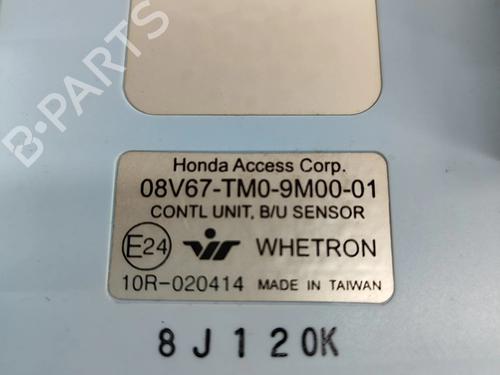 B-PARTS
Honda Access Corp.
08V67-TM0-9M00-01
CONTL UNIT, B/U SENSOR
E24 WHETRON
10R-020414 MADE IN TAIWAN
8J120K